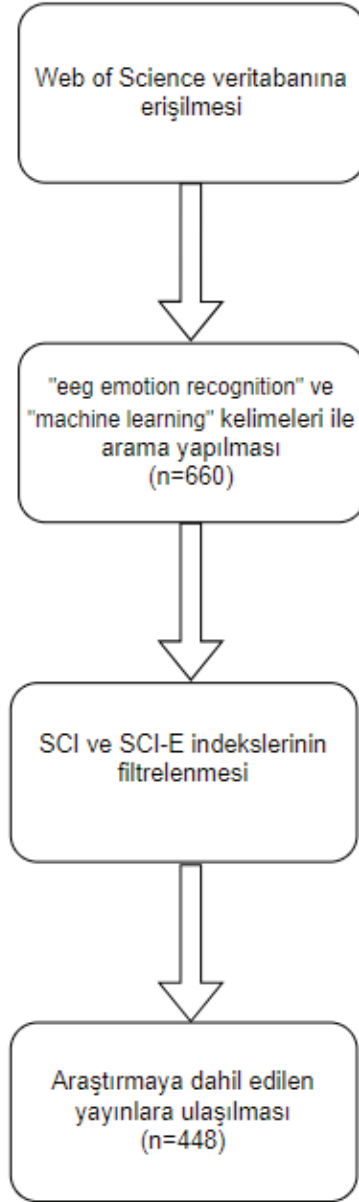 Web of Science veritabanına
erişilmesi
"eeg emotion recognition" ve
"machine learning" kelimeleri ile
arama yapılması
(n=660)
SCI ve SCI-E indekslerinin
filtrelenmesi
Araştırmaya dahil edilen
yayınlara ulaşılması
(n=448)